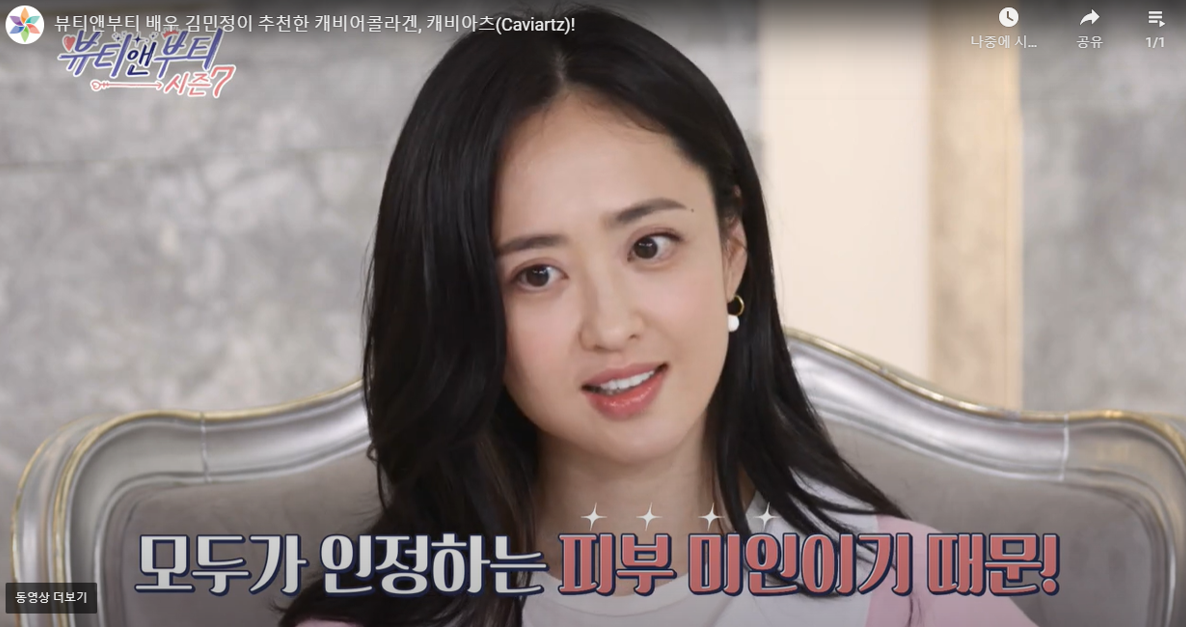 뷰티앤부티 배우 김민정이 추천한 캐비어콜라겐, 캐비아츠(Caviartz)!
나중에 시...
공유
1/1
뷰티앤부티
시즌7
모두가 인정하는 피부 미인이기 때문!
동영상 더보기